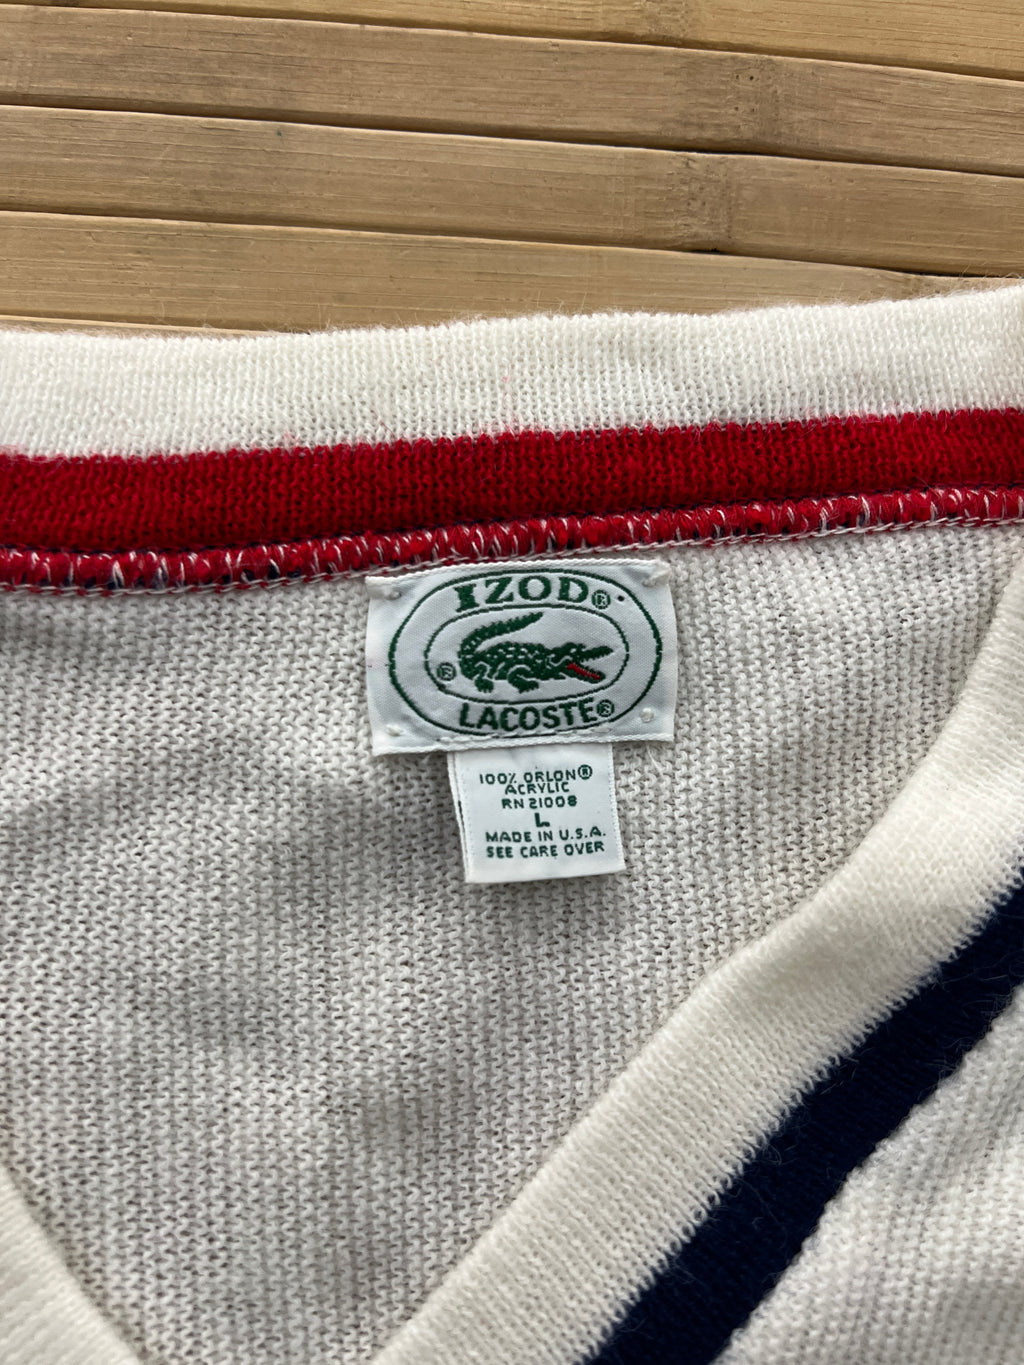 IZOD®
®
LACOSTE®
100% ORLON®
ACRYLIC
RN 21008
L
MADE IN U.S.A.
SEE CARE OVER